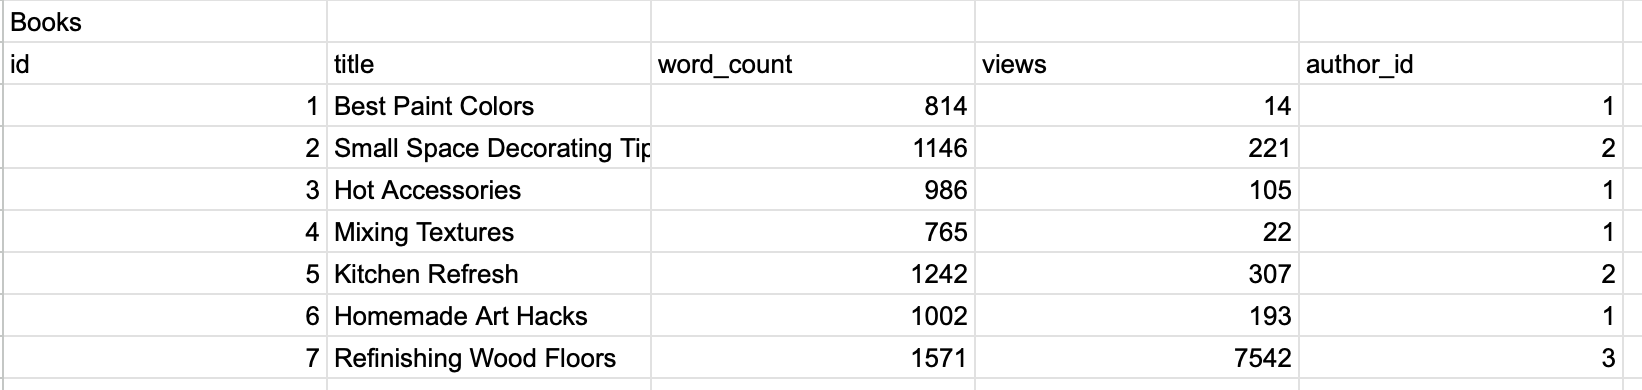 Books
id title word_count views author_id
1 Best Paint Colors 814 14 1
2 Small Space Decorating Tip 1146 221 2
3 Hot Accessories 986 105 1
4 Mixing Textures 765 22 1
5 Kitchen Refresh 1242 307 2
6 Homemade Art Hacks 1002 193 1
7 Refinishing Wood Floors 1571 7542 3